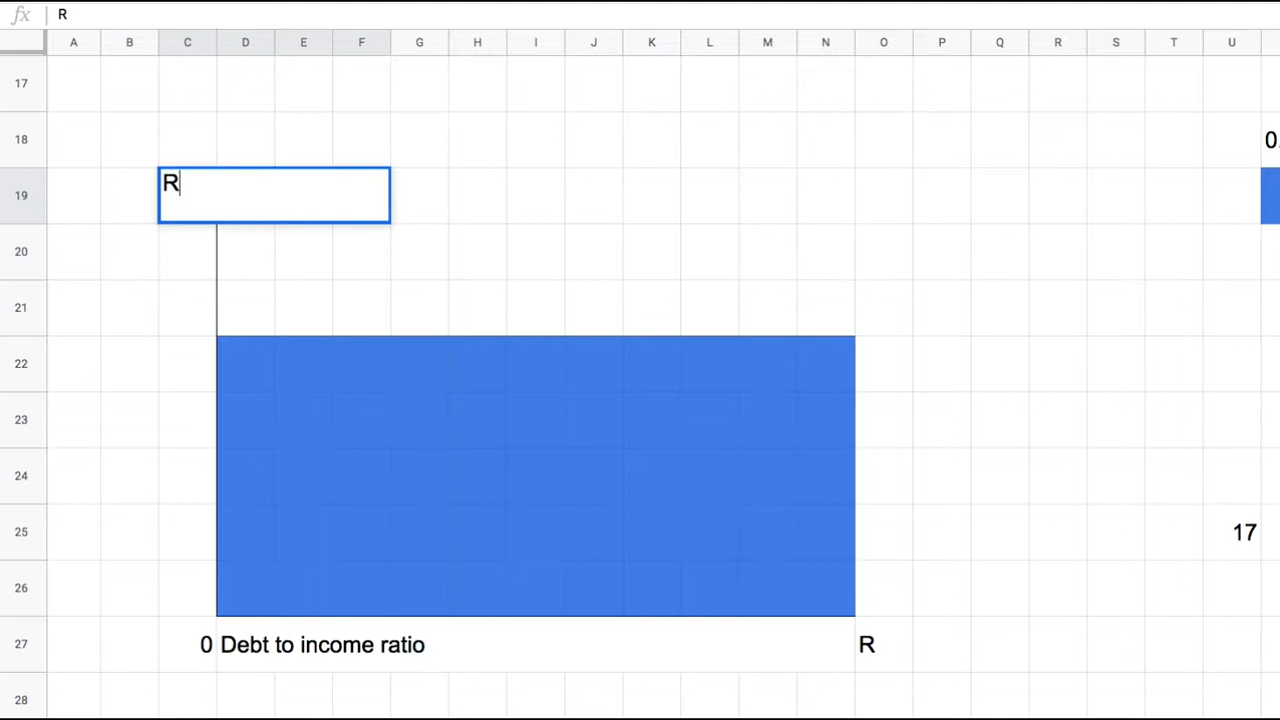 fx R
A B C D E F G H I J K L M N O P Q R S T U
17
18 0.
19 R
20
21
22
23
24
25 17
26
27 0 Debt to income ratio R
28